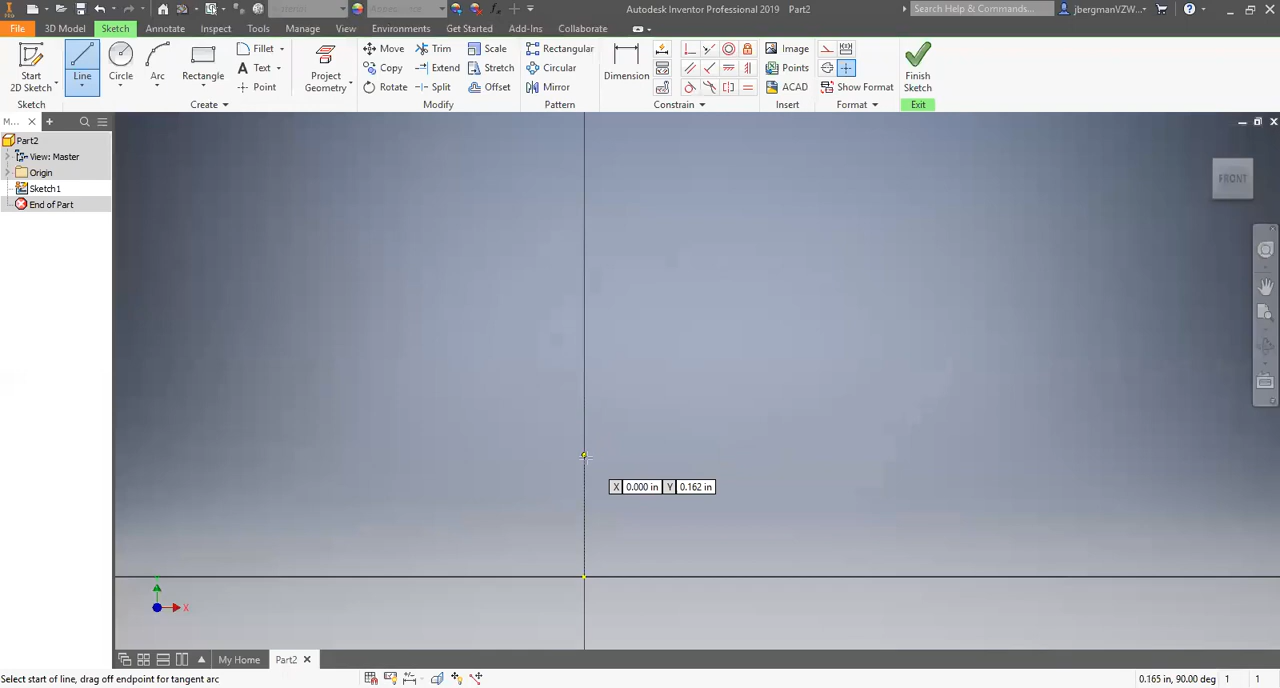 Material
Appearance
Autodesk Inventor Professional 2019 Part2
Search Help & Commands...
jbergmanVZW...
File 3D Model Sketch Annotate Inspect Tools Manage View Environments Get Started Add-Ins Collaborate
Start
2D Sketch
Line
Circle
Arc
Rectangle
Fillet
Text
Point
Project
Geometry
Move
Copy
Rotate
Trim
Extend
Split
Scale
Stretch
Offset
Rectangular
Circular
Mirror
Dimension
Image
Points
ACAD
Show Format
Finish
Sketch
Sketch Create Modify Pattern Constrain Insert Format Exit
M...
Part2
View: Master
Origin
Sketch1
End of Part
FRONT
X 0.000 in Y 0.162 in
X
My Home Part2
Select start of line, drag off endpoint for tangent arc
0.165 in, 90.00 deg 1 1